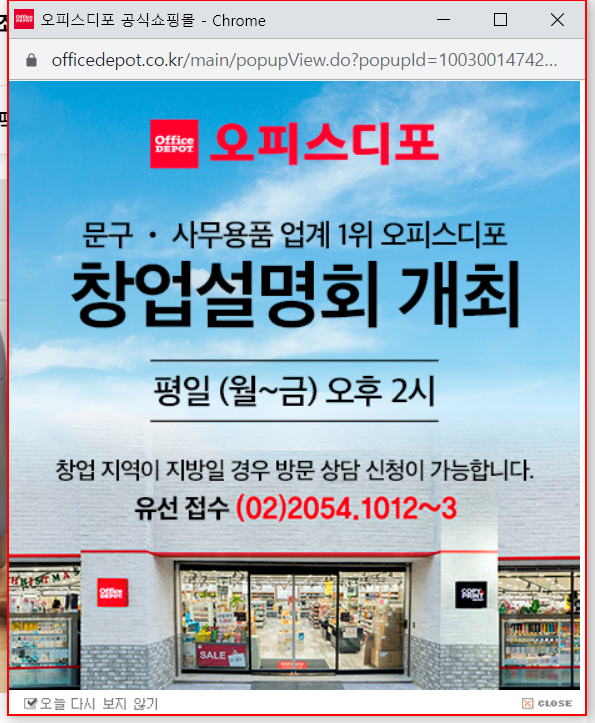 오피스디포 공식쇼핑몰 - Chrome
officedepot.co.kr/main/popupView.do?popupId=10030014742...
Office DEPOT 오피스디포
문구 · 사무용품 업계 1위 오피스디포
창업설명회 개최
평일 (월~금) 오후 2시
창업 지역이 지방일 경우 방문 상담 신청이 가능합니다.
유선 접수 (02)2054.1012~3
CHRISTMA
Office DEPOT
COPY PRINT
SALE
오늘 다시 보지 않기
CLOSE